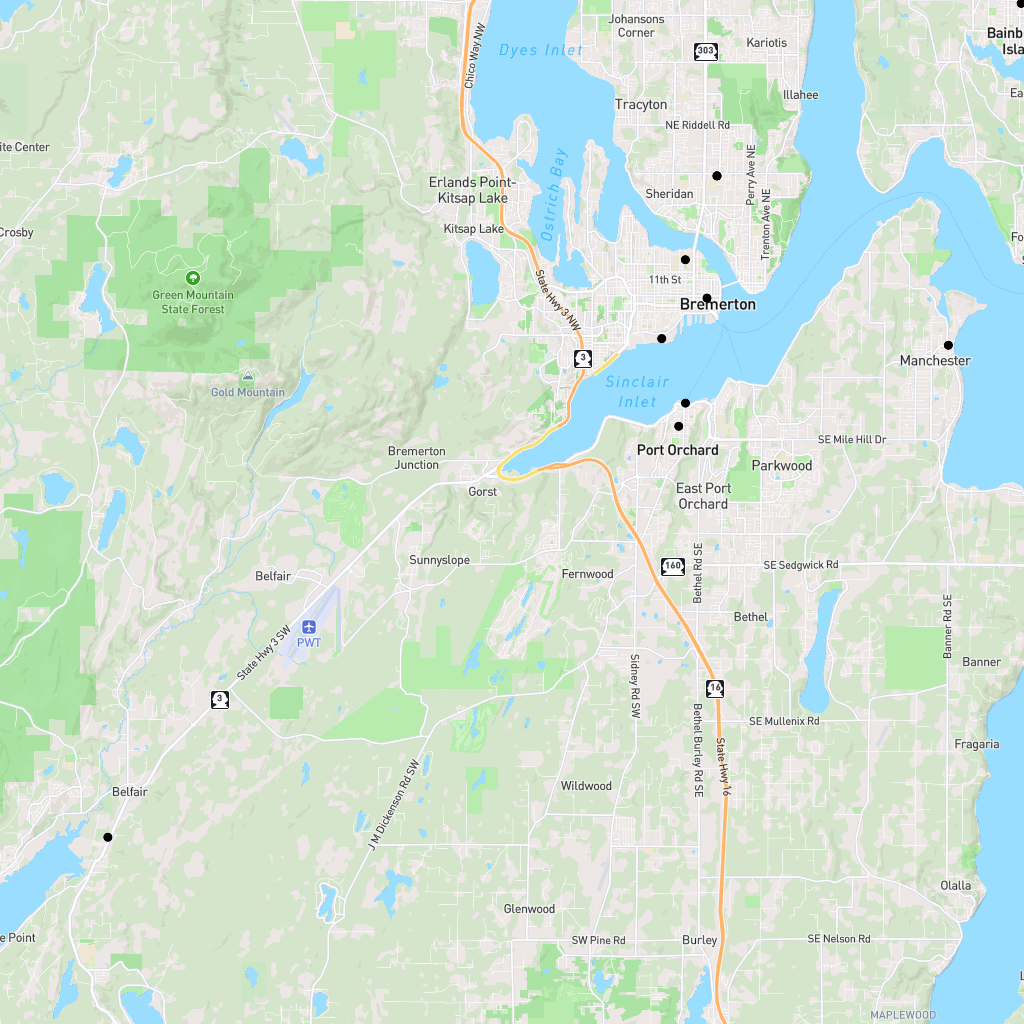 Johansons
Corner
Dyes Inlet
Kariotis
303
Bainb
Isla
Chico Way NW
Illahee
Ea
Tracyton
NE Riddell Rd
ite Center
Perry Ave NE
Erlands Point-
Kitsap Lake
Ostrich Bay
Sheridan
Trenton Ave NE
Kitsap Lake
Crosby
Fo
11th St
Green Mountain
State Forest
State Hwy 3 NW
Bremerton
3
Manchester
Sinclair
Inlet
Gold Mountain
SE Mile Hill Dr
Bremerton
Junction
Port Orchard
Parkwood
Gorst
East Port
Orchard
Sunnyslope
Belfair
Fernwood
160
SE Sedgwick Rd
Bethel Rd SE
Bethel
Banner Rd SE
PWT
State Hwy 3 SW
Banner
Sidney Rd SW
3
16
SE Mullenix Rd
Bethel Burley Rd SE
State Hwy 16
Fragaria
Belfair
Wildwood
J M Dickenson Rd SW
Olalla
Glenwood
e Point
SW Pine Rd
Burley
SE Nelson Rd
MAPLEWOOD